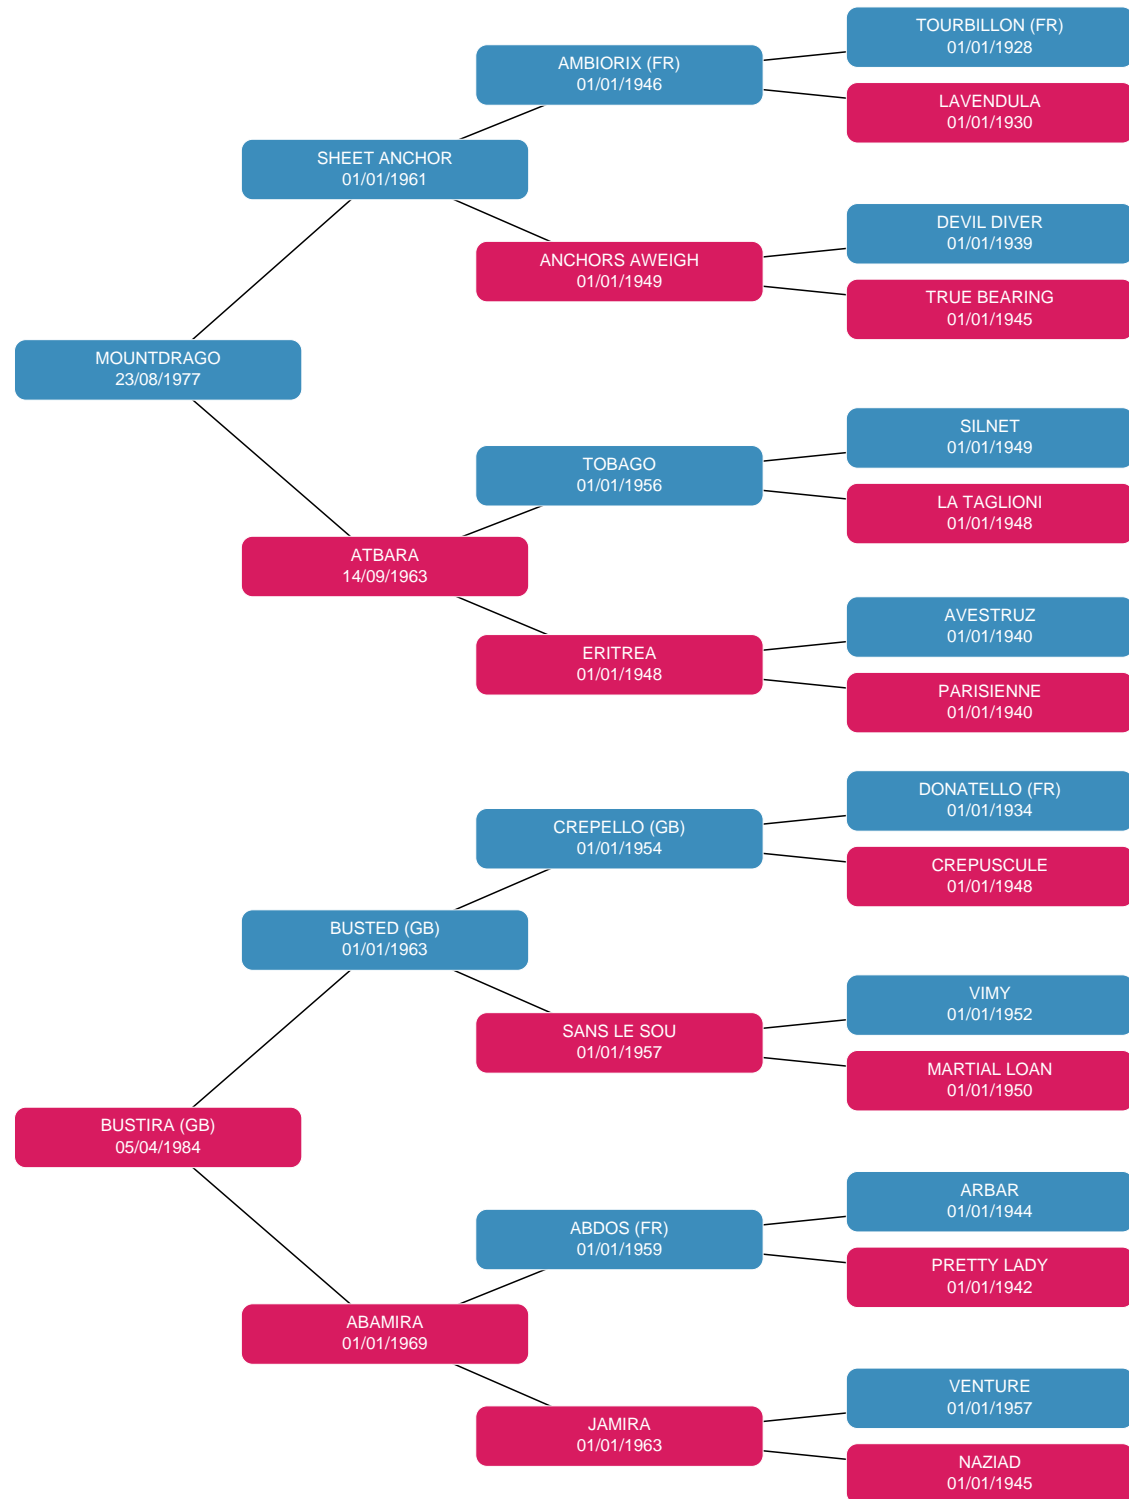 TOURBILLON (FR)
01/01/1928
AMBIORIX (FR)
01/01/1946
LAVENDULA
01/01/1930
SHEET ANCHOR
01/01/1961
DEVIL DIVER
01/01/1939
ANCHORS AWEIGH
01/01/1949
TRUE BEARING
01/01/1945
MOUNTDRAGO
23/08/1977
SILNET
01/01/1949
TOBAGO
01/01/1956
LA TAGLIONI
01/01/1948
ATBARA
14/09/1963
AVESTRUZ
01/01/1940
ERITREA
01/01/1948
PARISIENNE
01/01/1940
DONATELLO (FR)
01/01/1934
CREPELLO (GB)
01/01/1954
CREPUSCULE
01/01/1948
BUSTED (GB)
01/01/1963
VIMY
01/01/1952
SANS LE SOU
01/01/1957
MARTIAL LOAN
01/01/1950
BUSTIRA (GB)
05/04/1984
ARBAR
01/01/1944
ABDOS (FR)
01/01/1959
PRETTY LADY
01/01/1942
ABAMIRA
01/01/1969
VENTURE
01/01/1957
JAMIRA
01/01/1963
NAZIAD
01/01/1945